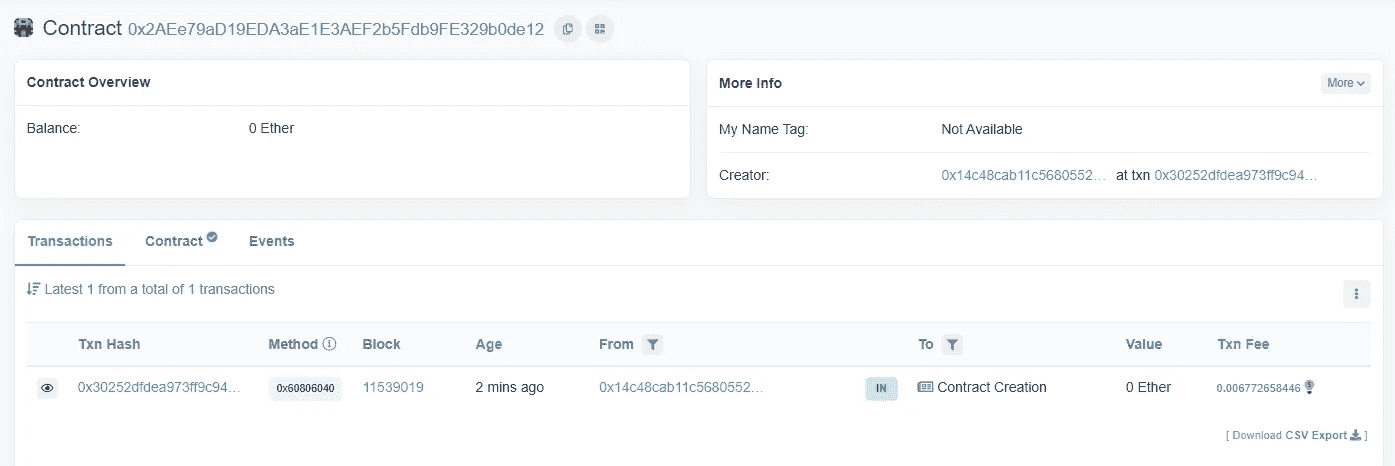 Contract 0x2AEe79aD19EDA3aE1E3AEF2b5Fdb9FE329b0de12
Contract Overview
Balance: 0 Ether
More Info More
My Name Tag: Not Available
Creator: 0x14c48cab11c5680552... at txn 0x30252dfdea973ff9c94...
Transactions Contract Events
Latest 1 from a total of 1 transactions
Txn Hash Method Block Age From To Value Txn Fee
0x30252dfdea973ff9c94... 0x60806040 11539019 2 mins ago 0x14c48cab11c5680552... IN Contract Creation 0 Ether 0.006772658446
[ Download CSV Export ]